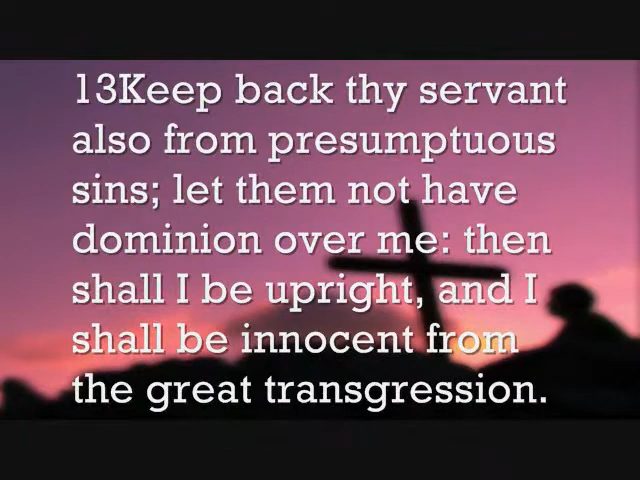 13Keep back thy servant
also from presumptuous
sins; let them not have
dominion over me: then
shall I be upright, and I
shall be innocent from
the great transgression.